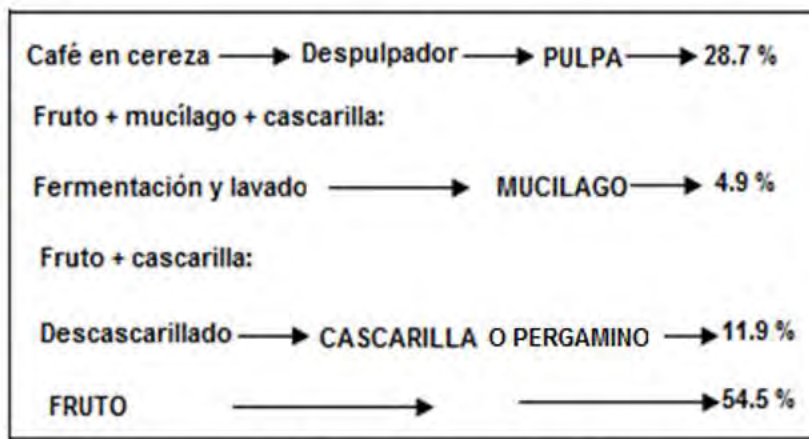 Café en cereza → Despulpador → PULPA → 28.7 %
Fruto + mucílago + cascarilla:
Fermentación y lavado → MUCILAGO → 4.9 %
Fruto + cascarilla:
Descascarillado → CASCARILLA O PERGAMINO → 11.9 %
FRUTO → → 54.5 %